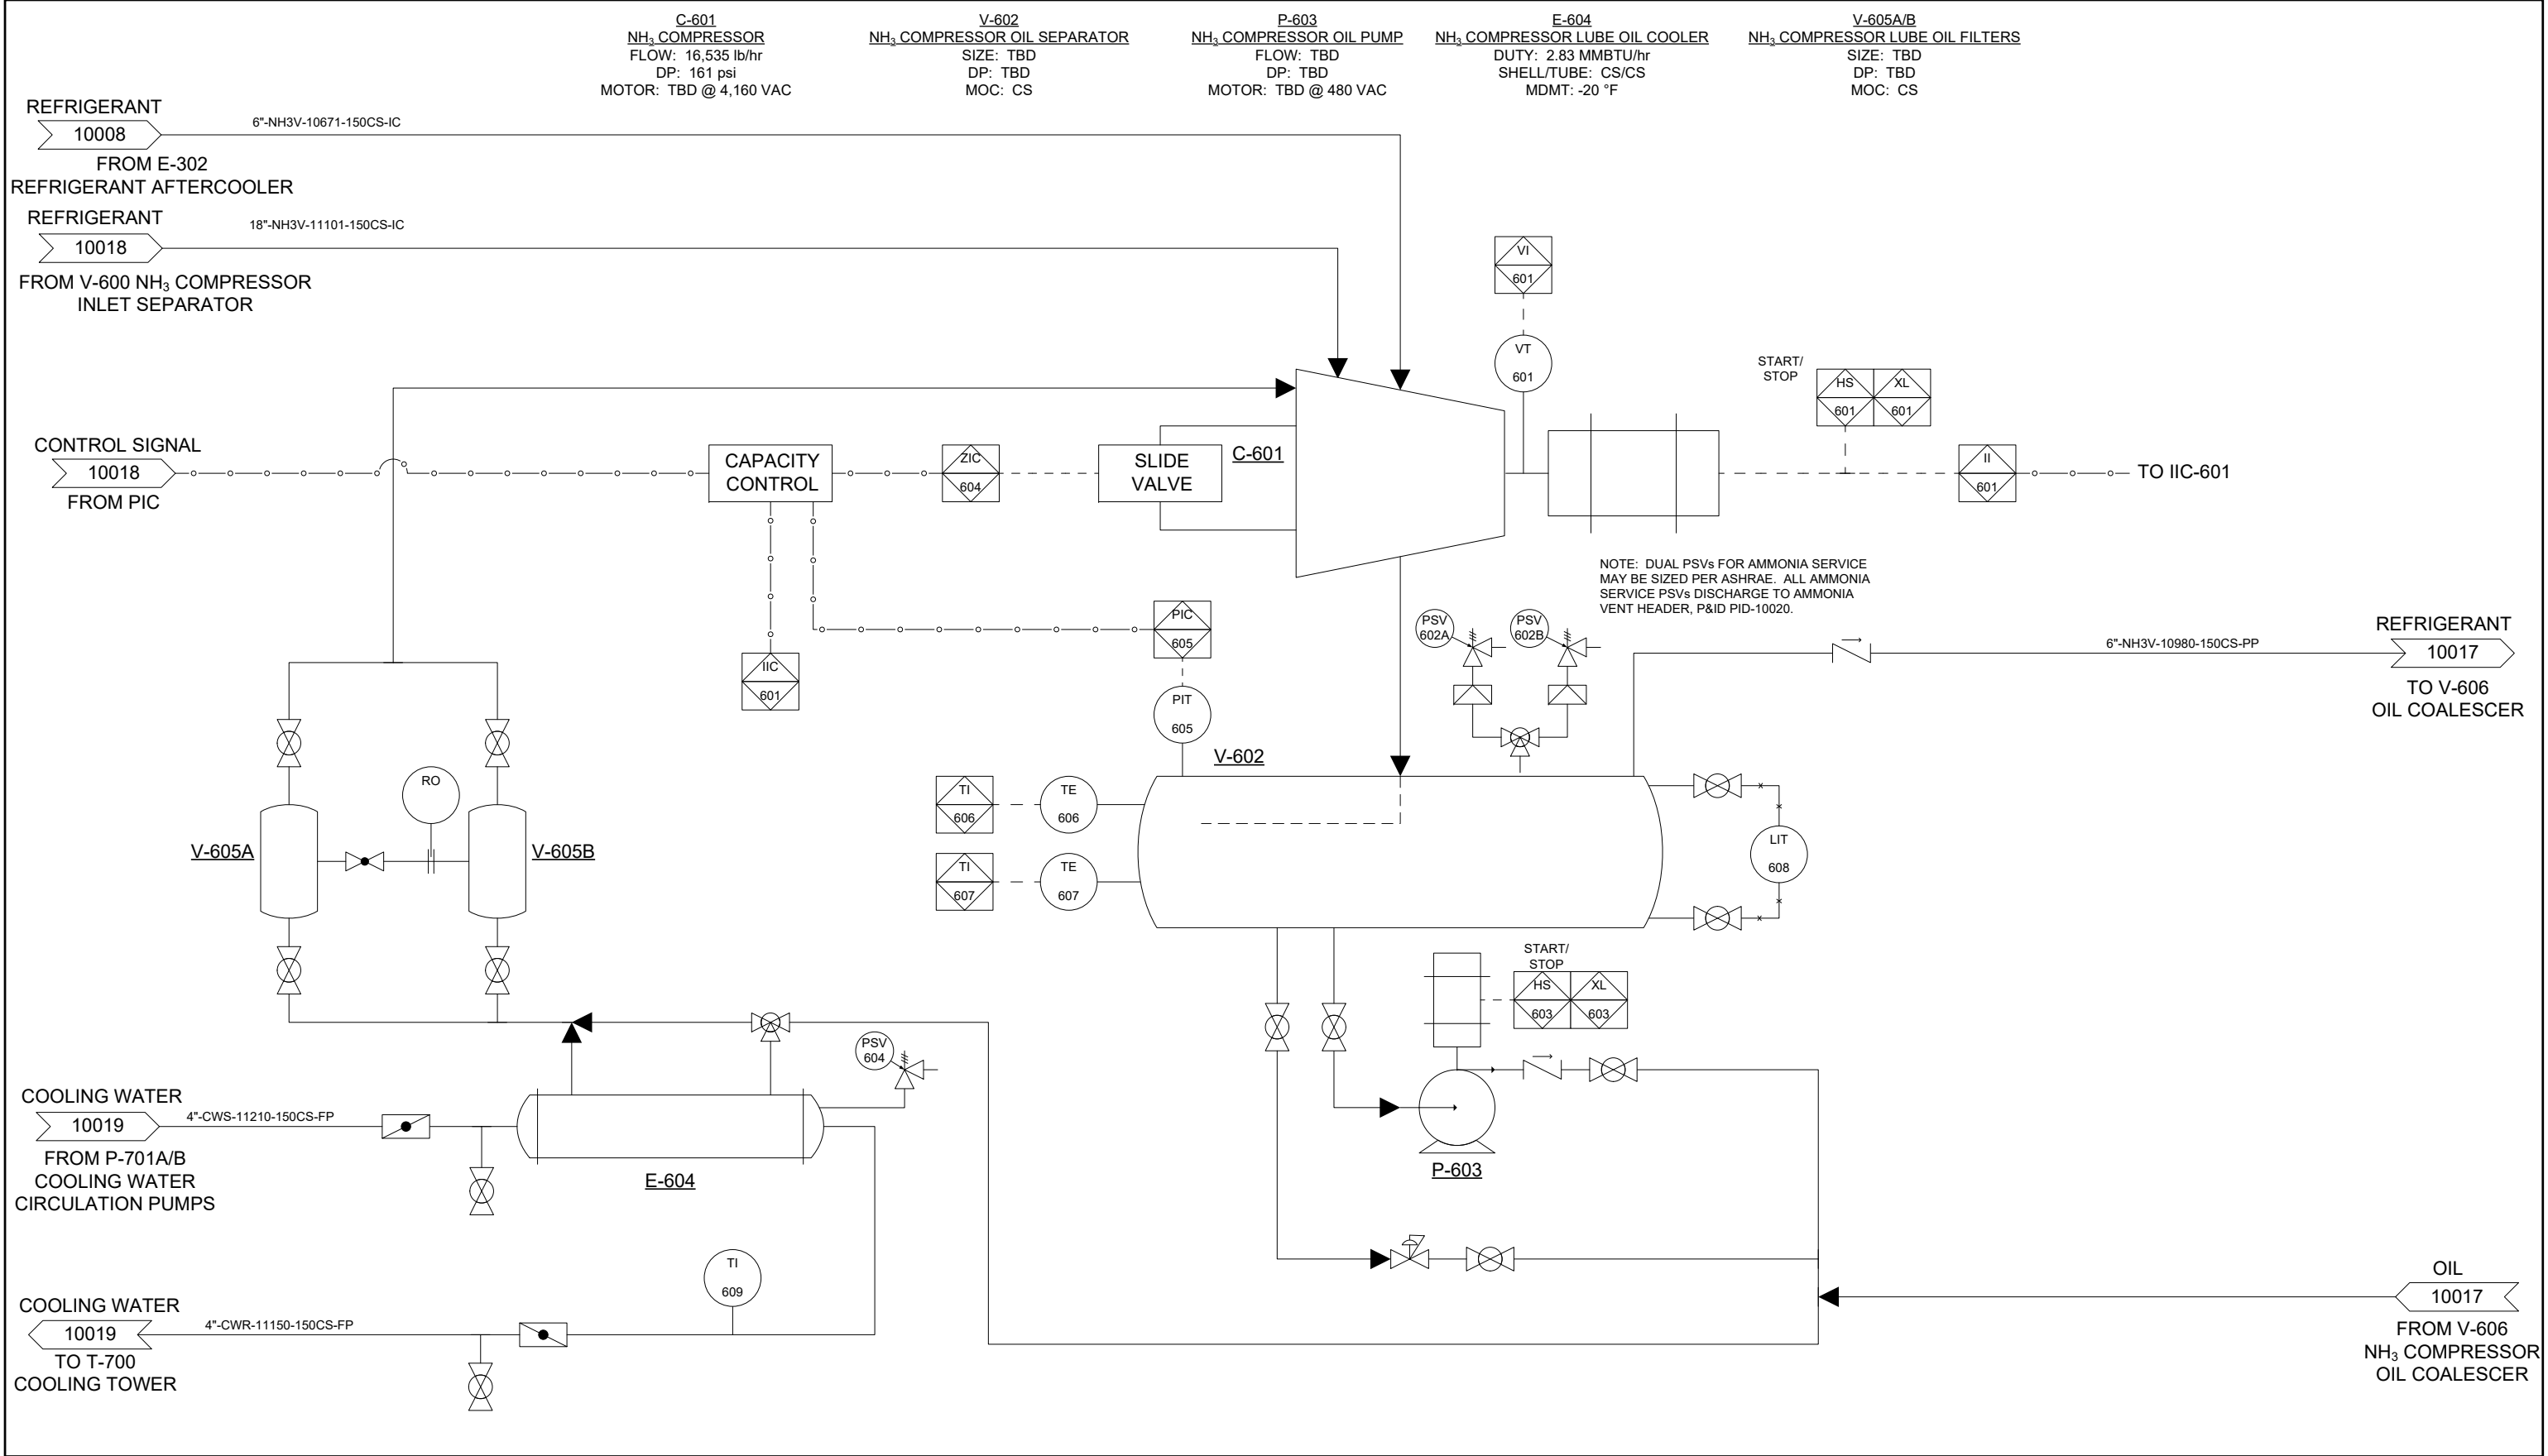 C-601
NH₃ COMPRESSOR
FLOW: 16,535 lb/hr
DP: 161 psi
MOTOR: TBD @ 4,160 VAC
V-602
NH₃ COMPRESSOR OIL SEPARATOR
SIZE: TBD
DP: TBD
MOC: CS
P-603
NH₃ COMPRESSOR OIL PUMP
FLOW: TBD
DP: TBD
MOTOR: TBD @ 480 VAC
E-604
NH₃ COMPRESSOR LUBE OIL COOLER
DUTY: 2.83 MMBTU/hr
SHELL/TUBE: CS/CS
MDMT: -20 °F
V-605A/B
NH₃ COMPRESSOR LUBE OIL FILTERS
SIZE: TBD
DP: TBD
MOC: CS
REFRIGERANT
10008
6"-NH3V-10671-150CS-IC
FROM E-302
REFRIGERANT AFTERCOOLER
REFRIGERANT
10018
18"-NH3V-11101-150CS-IC
FROM V-600 NH₃ COMPRESSOR
INLET SEPARATOR
VI
601
VT
601
START/
STOP
HS
601
XL
601
CONTROL SIGNAL
10018
FROM PIC
CAPACITY
CONTROL
ZIC
604
SLIDE
VALVE
C-601
II
601
TO IIC-601
NOTE: DUAL PSVs FOR AMMONIA SERVICE
MAY BE SIZED PER ASHRAE. ALL AMMONIA
SERVICE PSVs DISCHARGE TO AMMONIA
VENT HEADER, P&ID PID-10020.
IIC
601
PIC
605
PIT
605
PSV
602A
PSV
602B
REFRIGERANT
10017
6"-NH3V-10980-150CS-PP
TO V-606
OIL COALESCER
V-602
RO
V-605A
V-605B
TI
606
TE
606
TI
607
TE
607
LIT
608
START/
STOP
HS
603
XL
603
PSV
604
P-603
COOLING WATER
10019
4"-CWS-11210-150CS-FP
FROM P-701A/B
COOLING WATER
CIRCULATION PUMPS
E-604
TI
609
COOLING WATER
10019
4"-CWR-11150-150CS-FP
TO T-700
COOLING TOWER
OIL
10017
FROM V-606
NH₃ COMPRESSOR
OIL COALESCER